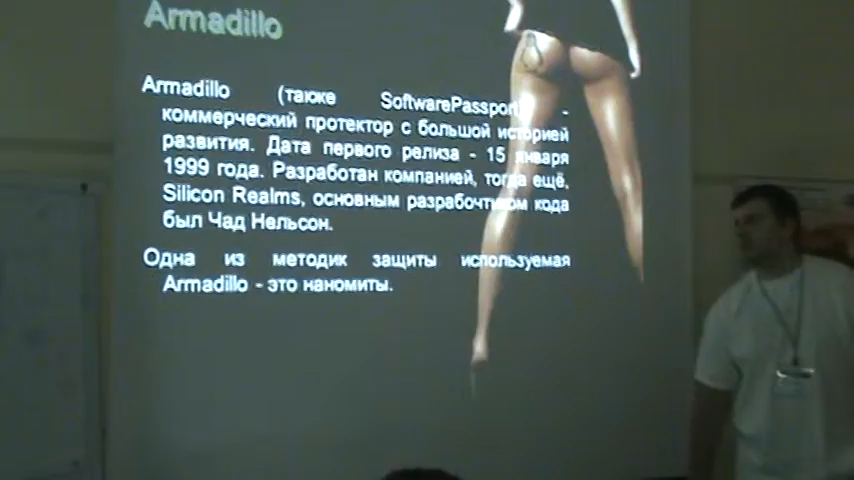 Armadillo
Armadillo (также SoftwarePassport) -
коммерческий протектор с большой историей
развития. Дата первого релиза - 15 января
1999 года. Разработан компанией, тогда ещё,
Silicon Realms, основным разработчиком кода
был Чад Нельсон.
Одна из методик защиты используемая
Armadillo - это наномиты.